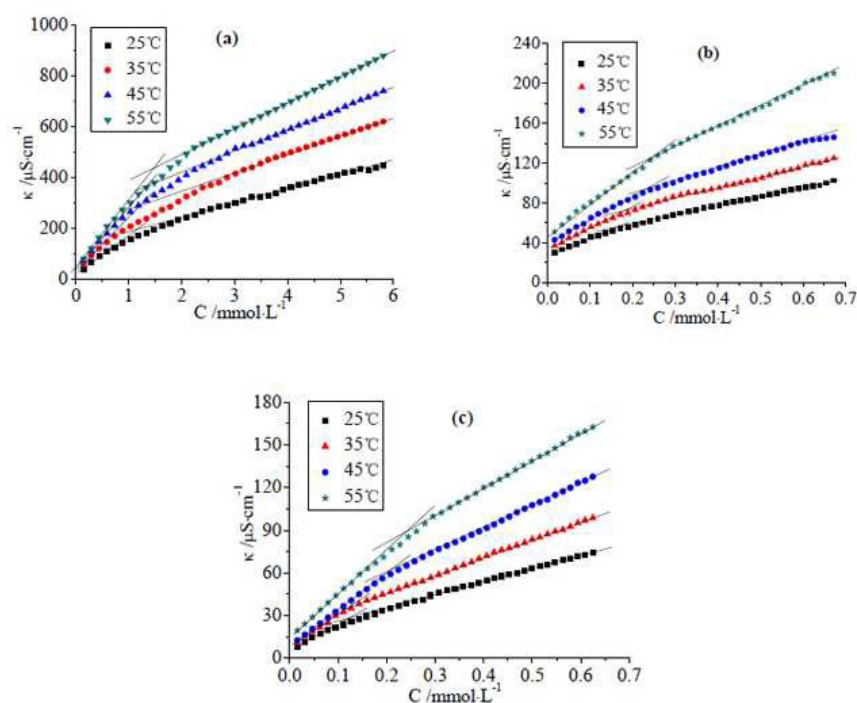 (a)
25℃
35℃
45℃
55℃
κ /μS·cm⁻¹
1000
800
600
400
200
0
0 1 2 3 4 5 6
C /mmol·L⁻¹
(b)
25℃
35℃
45℃
55℃
κ /μS·cm⁻¹
240
200
160
120
80
40
0
0.0 0.1 0.2 0.3 0.4 0.5 0.6 0.7
C /mmol·L⁻¹
(c)
25℃
35℃
45℃
55℃
κ /μS·cm⁻¹
180
150
120
90
60
30
0
0.0 0.1 0.2 0.3 0.4 0.5 0.6 0.7
C /mmol·L⁻¹